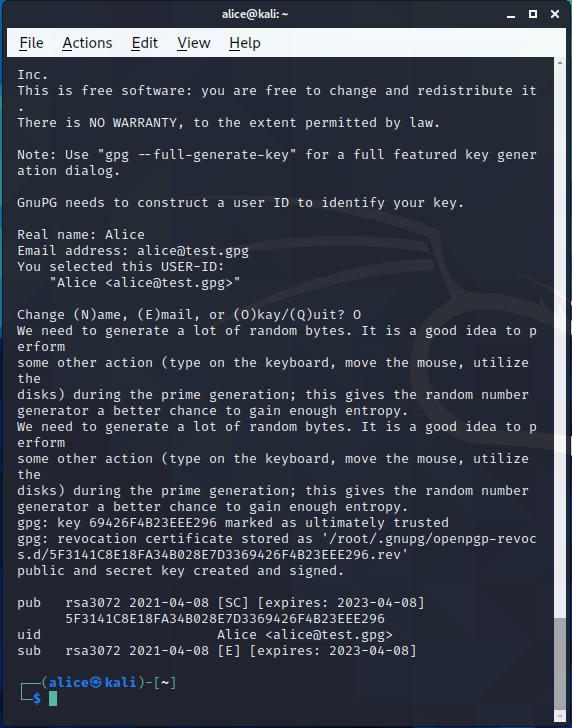 alice@kali: ~
File Actions Edit View Help
Inc.
This is free software: you are free to change and redistribute it
.
There is NO WARRANTY, to the extent permitted by law.
Note: Use "gpg --full-generate-key" for a full featured key gener
ation dialog.
GnuPG needs to construct a user ID to identify your key.
Real name: Alice
Email address: alice@test.gpg
You selected this USER-ID:
"Alice <alice@test.gpg>"
Change (N)ame, (E)mail, or (O)kay/(Q)uit? O
We need to generate a lot of random bytes. It is a good idea to p
erform
some other action (type on the keyboard, move the mouse, utilize
the
disks) during the prime generation; this gives the random number
generator a better chance to gain enough entropy.
We need to generate a lot of random bytes. It is a good idea to p
erform
some other action (type on the keyboard, move the mouse, utilize
the
disks) during the prime generation; this gives the random number
generator a better chance to gain enough entropy.
gpg: key 69426F4B23EEE296 marked as ultimately trusted
gpg: revocation certificate stored as '/root/.gnupg/openpgp-revoc
s.d/5F3141C8E18FA34B028E7D3369426F4B23EEE296.rev'
public and secret key created and signed.
pub rsa3072 2021-04-08 [SC] [expires: 2023-04-08]
5F3141C8E18FA34B028E7D3369426F4B23EEE296
uid Alice <alice@test.gpg>
sub rsa3072 2021-04-08 [E] [expires: 2023-04-08]
┌──(alice㉿kali)-[~]
└─$